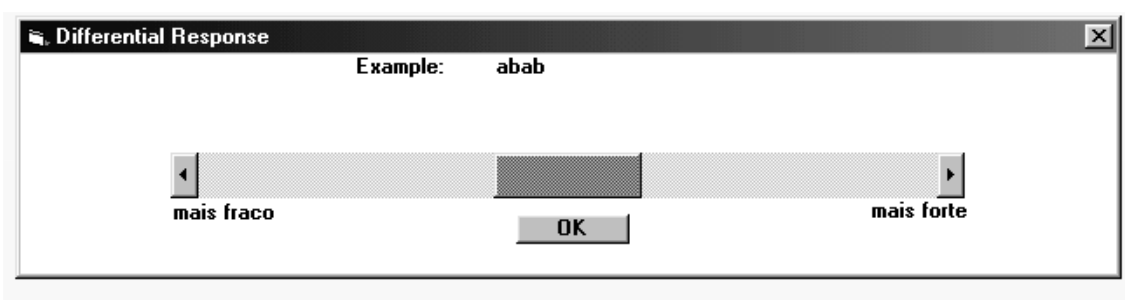 Differential Response
Example: abab
mais fraco
mais forte
OK